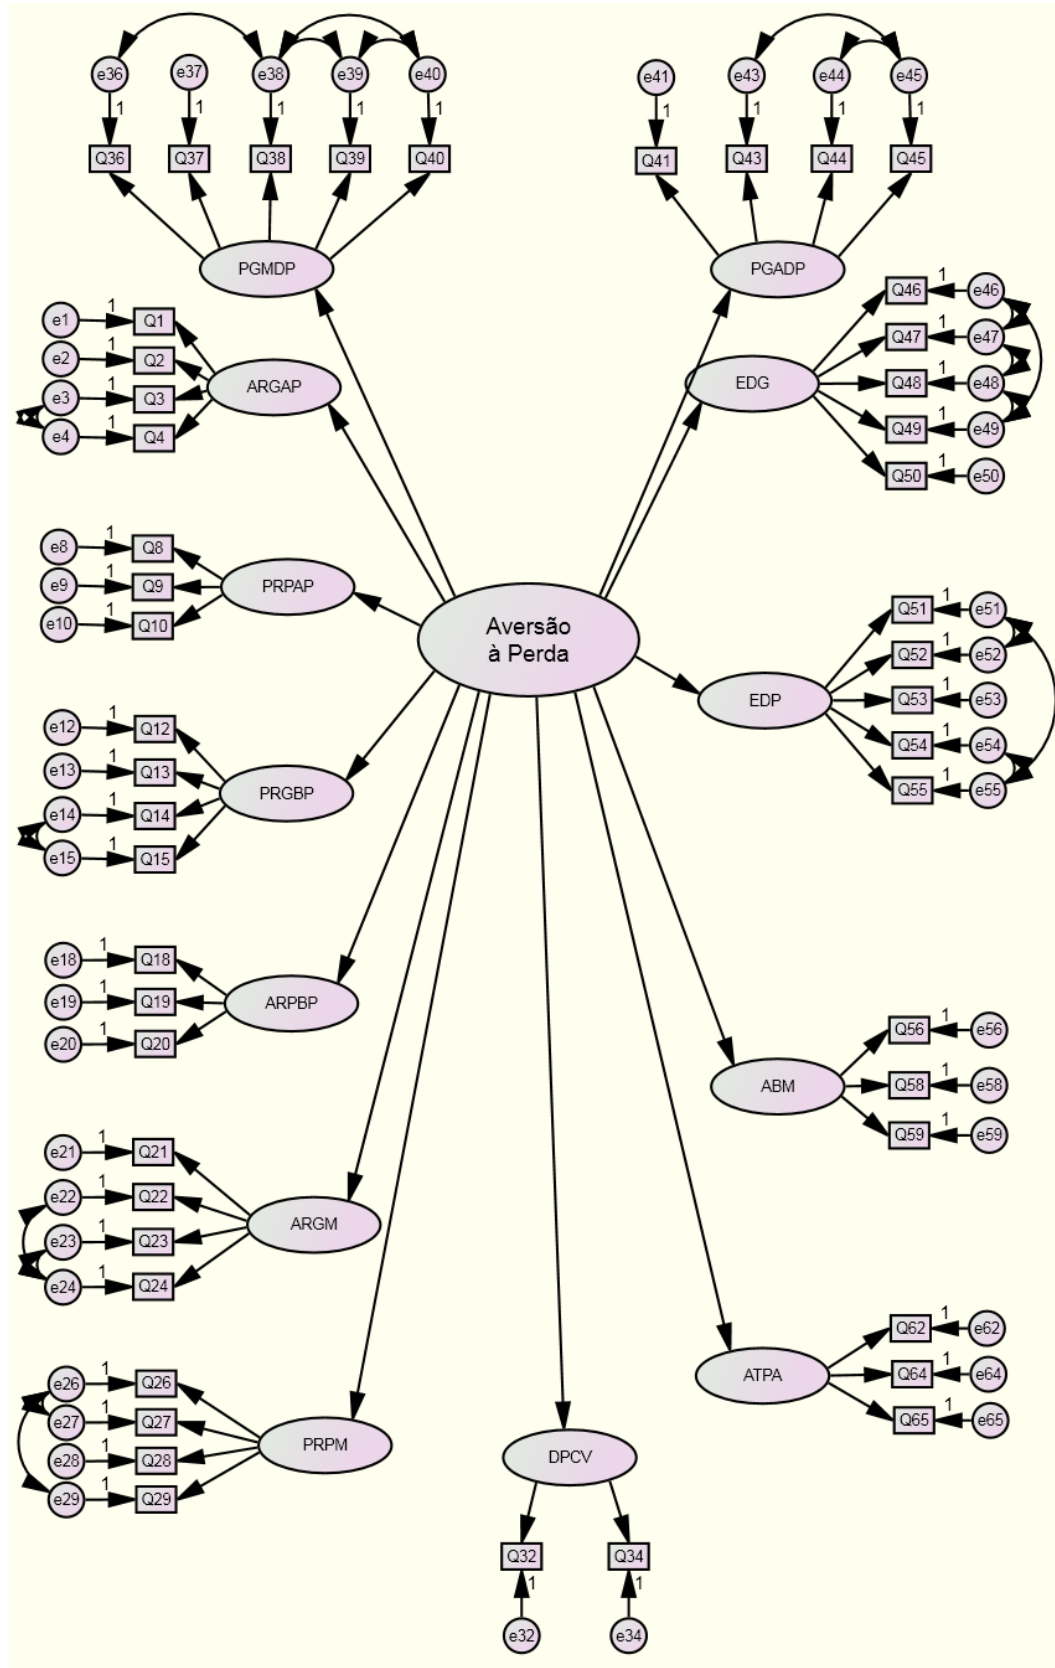 e36 e37 e38 e39 e40
1 1 1 1 1
Q36 Q37 Q38 Q39 Q40
PGMDP
e41 e43 e44 e45
1 1 1 1
Q41 Q43 Q44 Q45
PGADP
e1 1 Q1
e2 1 Q2
e3 1 Q3
e4 1 Q4
ARGAP
EDG
Q46 1 e46
Q47 1 e47
Q48 1 e48
Q49 1 e49
Q50 1 e50
e8 1 Q8
e9 1 Q9
e10 1 Q10
PRPAP
Aversão
à Perda
EDP
Q51 1 e51
Q52 1 e52
Q53 1 e53
Q54 1 e54
Q55 1 e55
e12 1 Q12
e13 1 Q13
e14 1 Q14
e15 1 Q15
PRGBP
e18 1 Q18
e19 1 Q19
e20 1 Q20
ARPBP
ABM
Q56 1 e56
Q58 1 e58
Q59 1 e59
e21 1 Q21
e22 1 Q22
e23 1 Q23
e24 1 Q24
ARGM
ATPA
Q62 1 e62
Q64 1 e64
Q65 1 e65
e26 1 Q26
e27 1 Q27
e28 1 Q28
e29 1 Q29
PRPM
DPCV
Q32 Q34
1 1
e32 e34